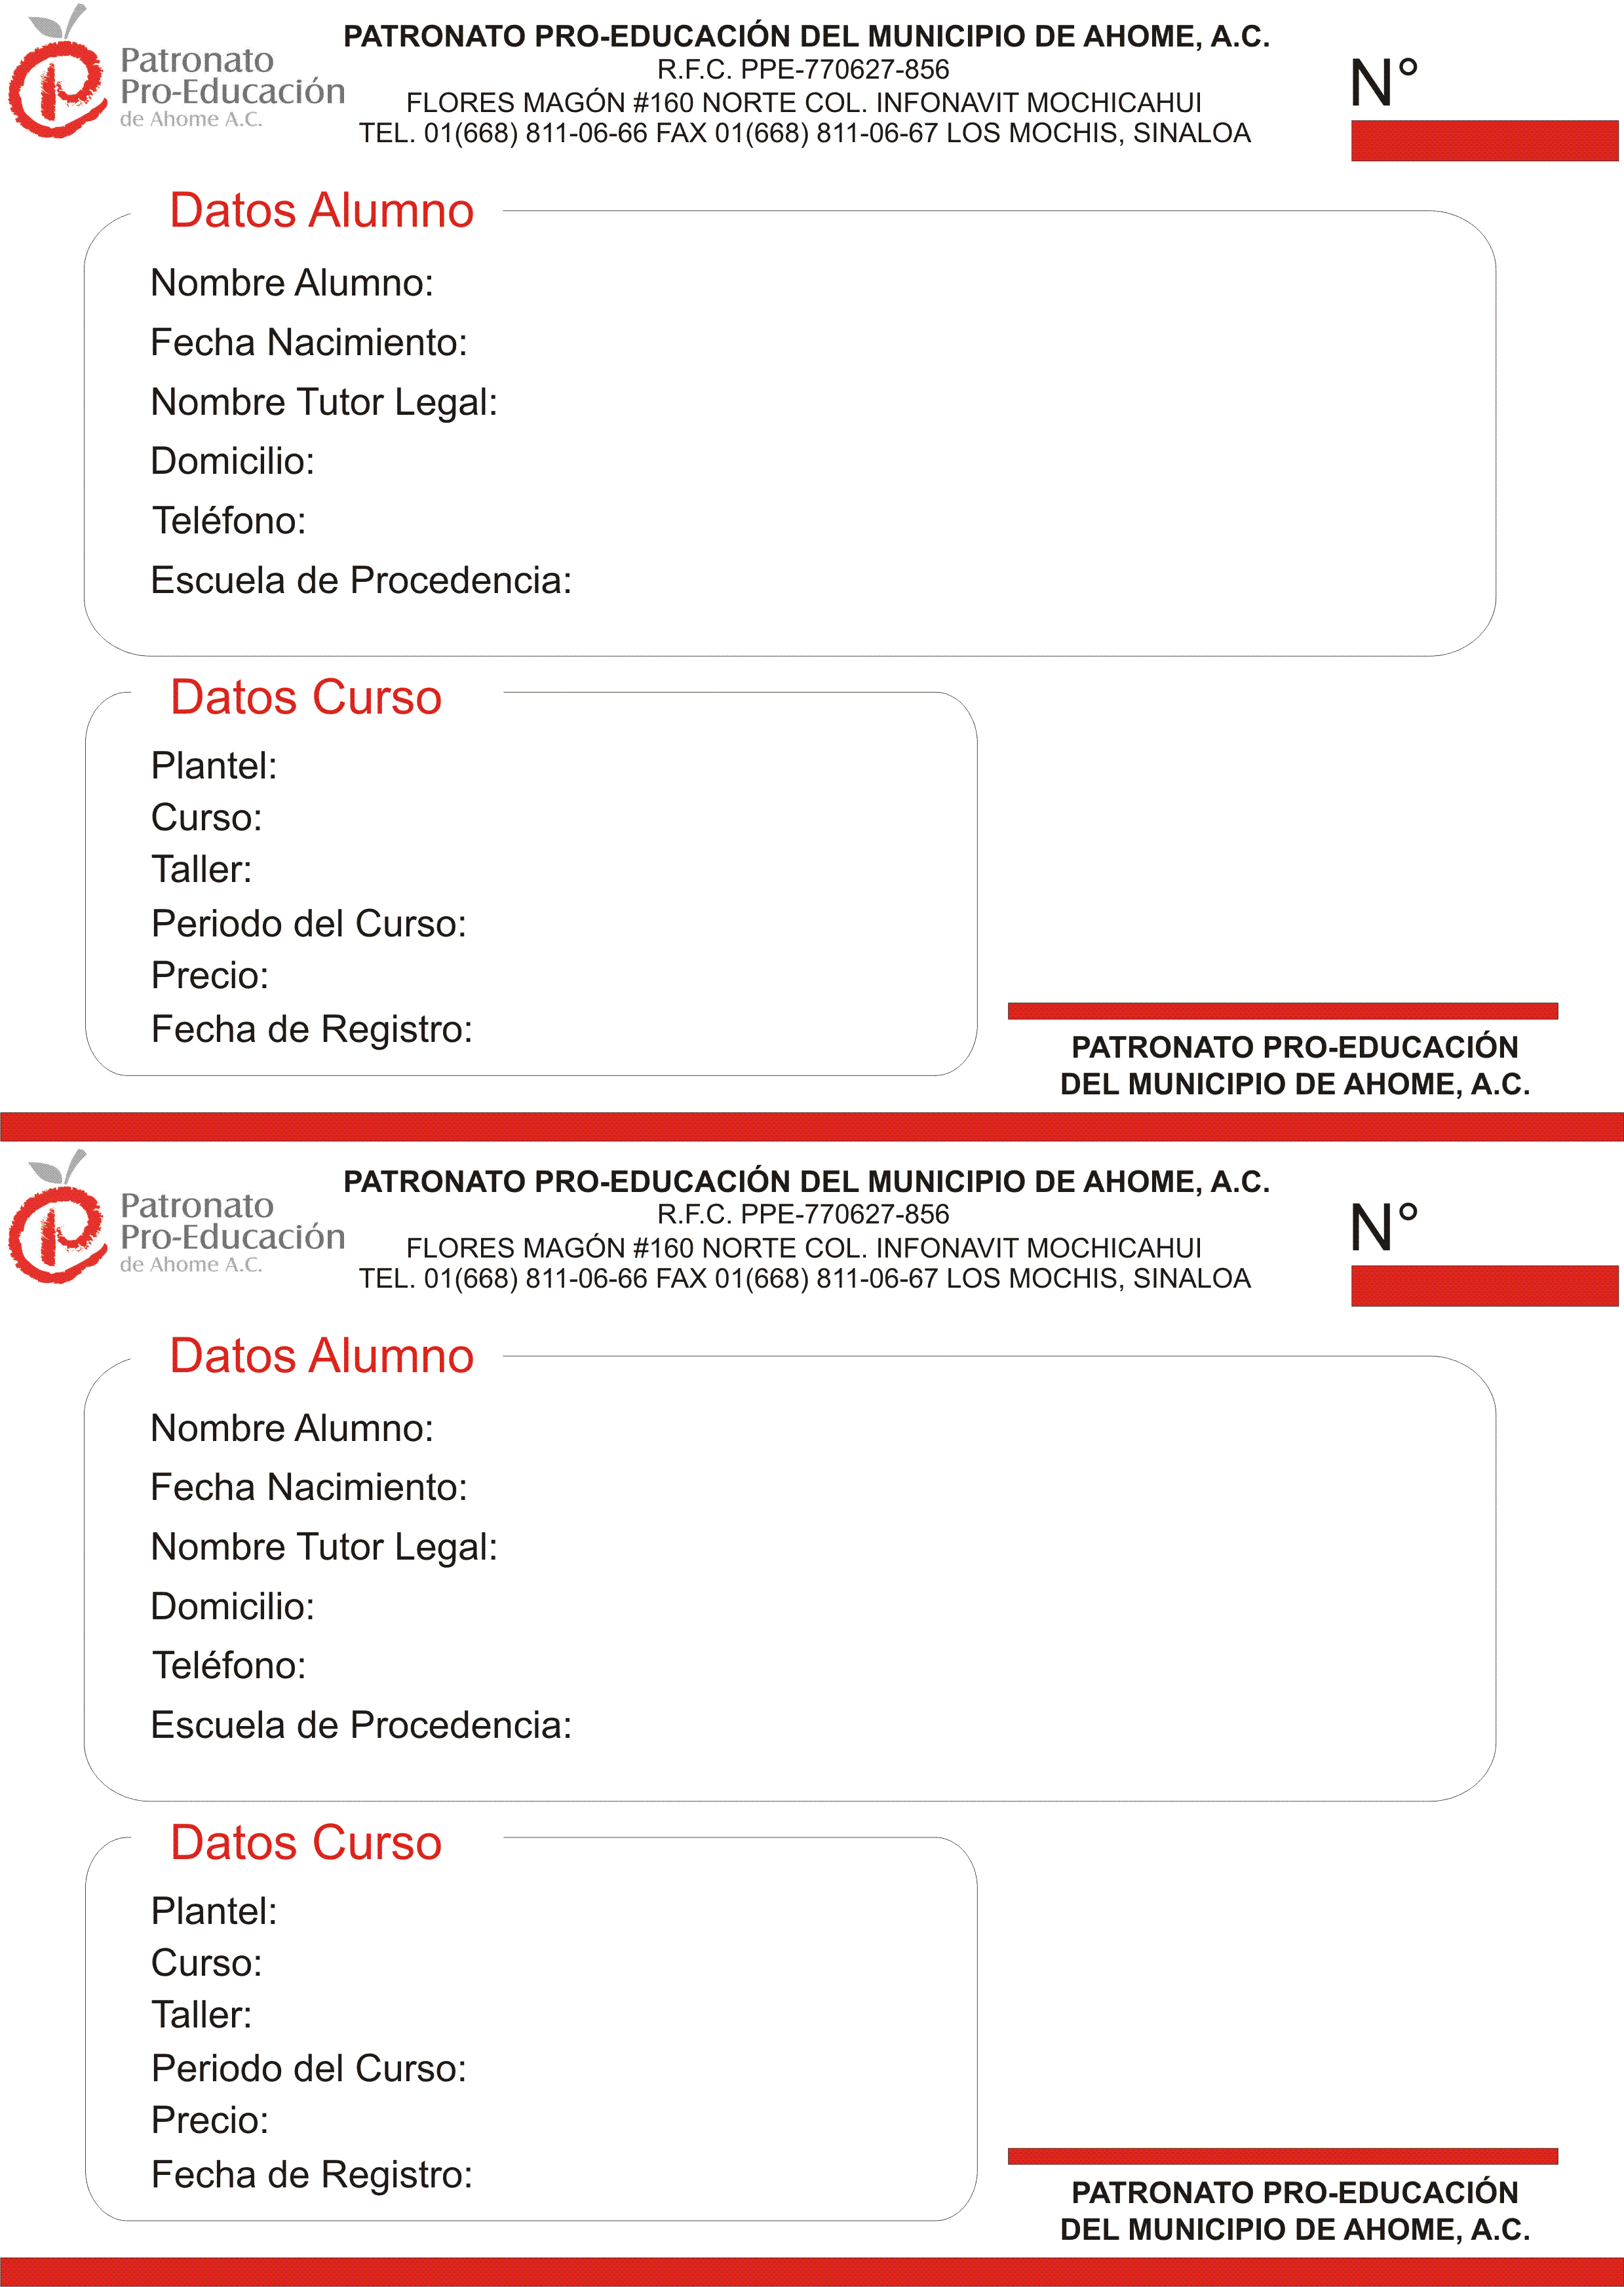 Patronato
Pro-Educación
de Ahome A.C.
PATRONATO PRO-EDUCACIÓN DEL MUNICIPIO DE AHOME, A.C.
R.F.C. PPE-770627-856
FLORES MAGÓN #160 NORTE COL. INFONAVIT MOCHICAHUI
TEL. 01(668) 811-06-66 FAX 01(668) 811-06-67 LOS MOCHIS, SINALOA
N°
Datos Alumno
Nombre Alumno:
Fecha Nacimiento:
Nombre Tutor Legal:
Domicilio:
Teléfono:
Escuela de Procedencia:
Datos Curso
Plantel:
Curso:
Taller:
Periodo del Curso:
Precio:
Fecha de Registro:
PATRONATO PRO-EDUCACIÓN
DEL MUNICIPIO DE AHOME, A.C.
Patronato
Pro-Educación
de Ahome A.C.
PATRONATO PRO-EDUCACIÓN DEL MUNICIPIO DE AHOME, A.C.
R.F.C. PPE-770627-856
FLORES MAGÓN #160 NORTE COL. INFONAVIT MOCHICAHUI
TEL. 01(668) 811-06-66 FAX 01(668) 811-06-67 LOS MOCHIS, SINALOA
N°
Datos Alumno
Nombre Alumno:
Fecha Nacimiento:
Nombre Tutor Legal:
Domicilio:
Teléfono:
Escuela de Procedencia:
Datos Curso
Plantel:
Curso:
Taller:
Periodo del Curso:
Precio:
Fecha de Registro:
PATRONATO PRO-EDUCACIÓN
DEL MUNICIPIO DE AHOME, A.C.